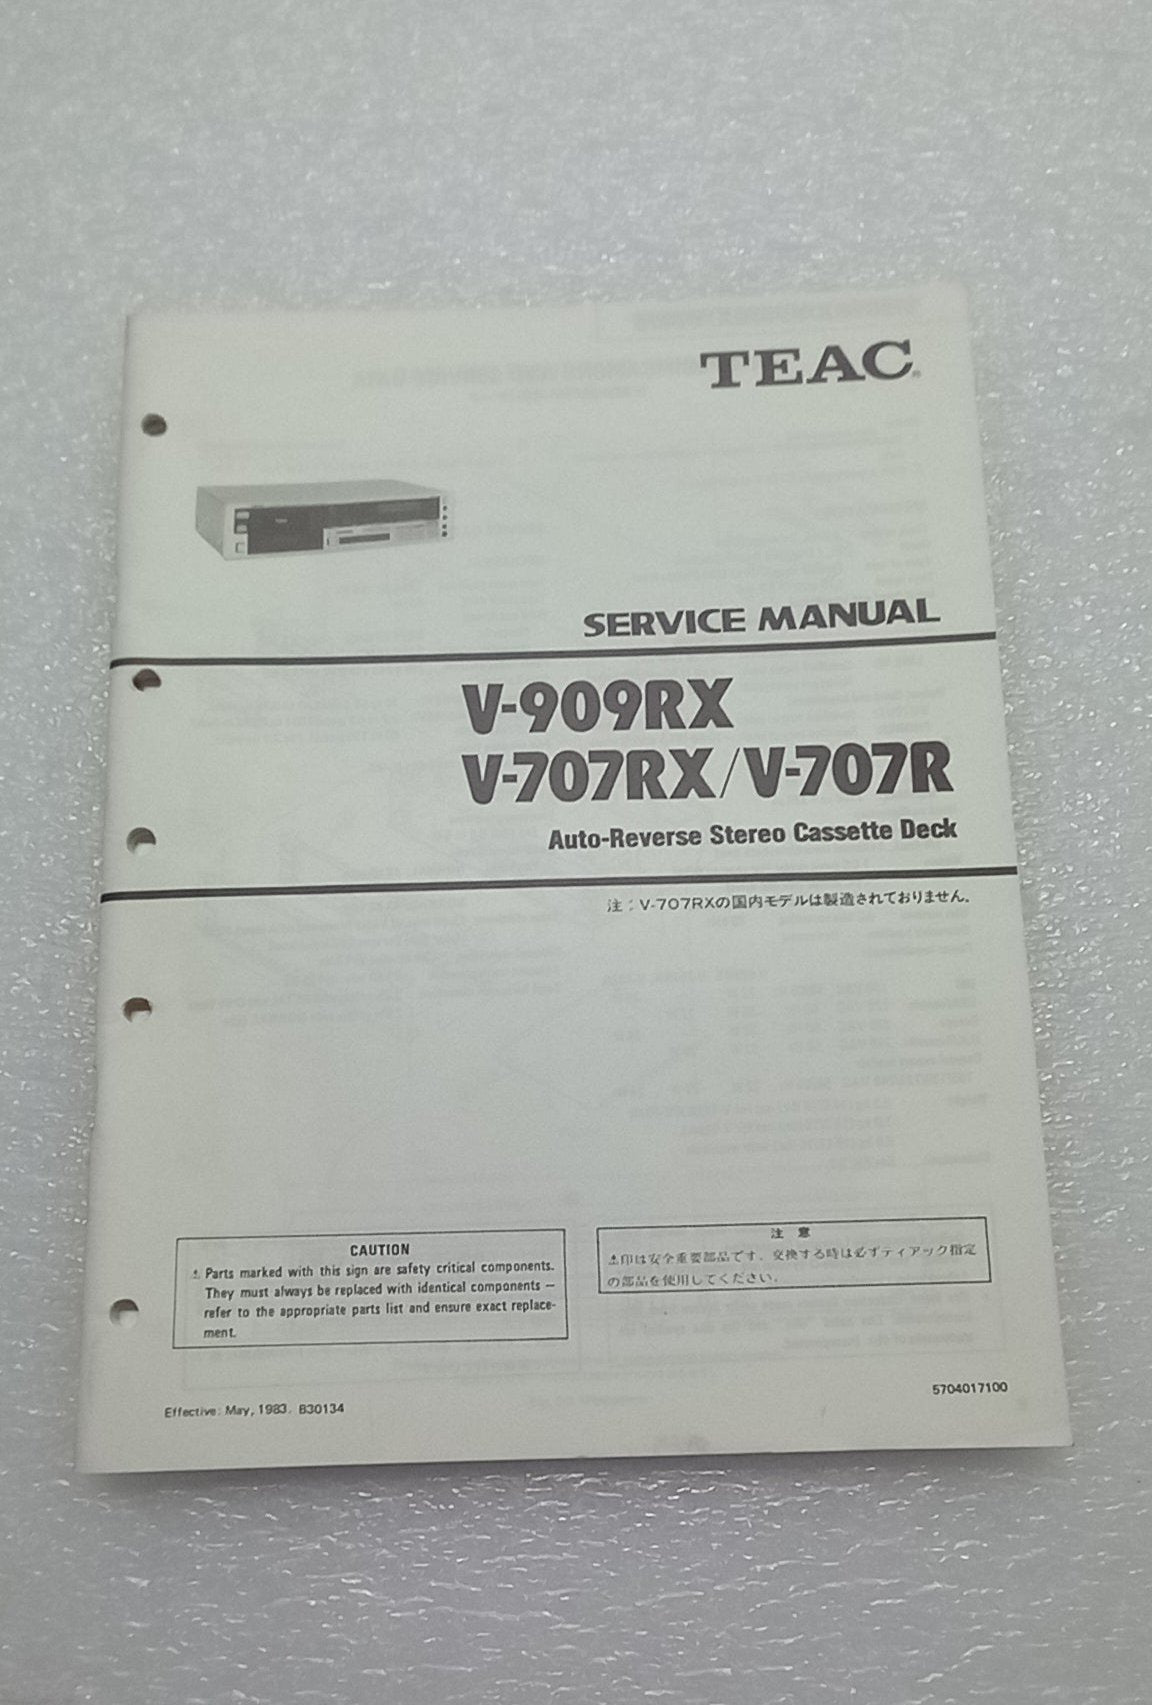 TEAC®
SERVICE MANUAL
V-909RX
V-707RX/V-707R
Auto-Reverse Stereo Cassette Deck
注：V-707RXの国内モデルは製造されておりません。
CAUTION
⚠ Parts marked with this sign are safety critical components.
They must always be replaced with identical components –
refer to the appropriate parts list and ensure exact replace-
ment.
注 意
⚠印は安全重要部品です。交換する時は必ずティアック指定
の部品を使用してください。
5704017100
Effective: May, 1983. B30134